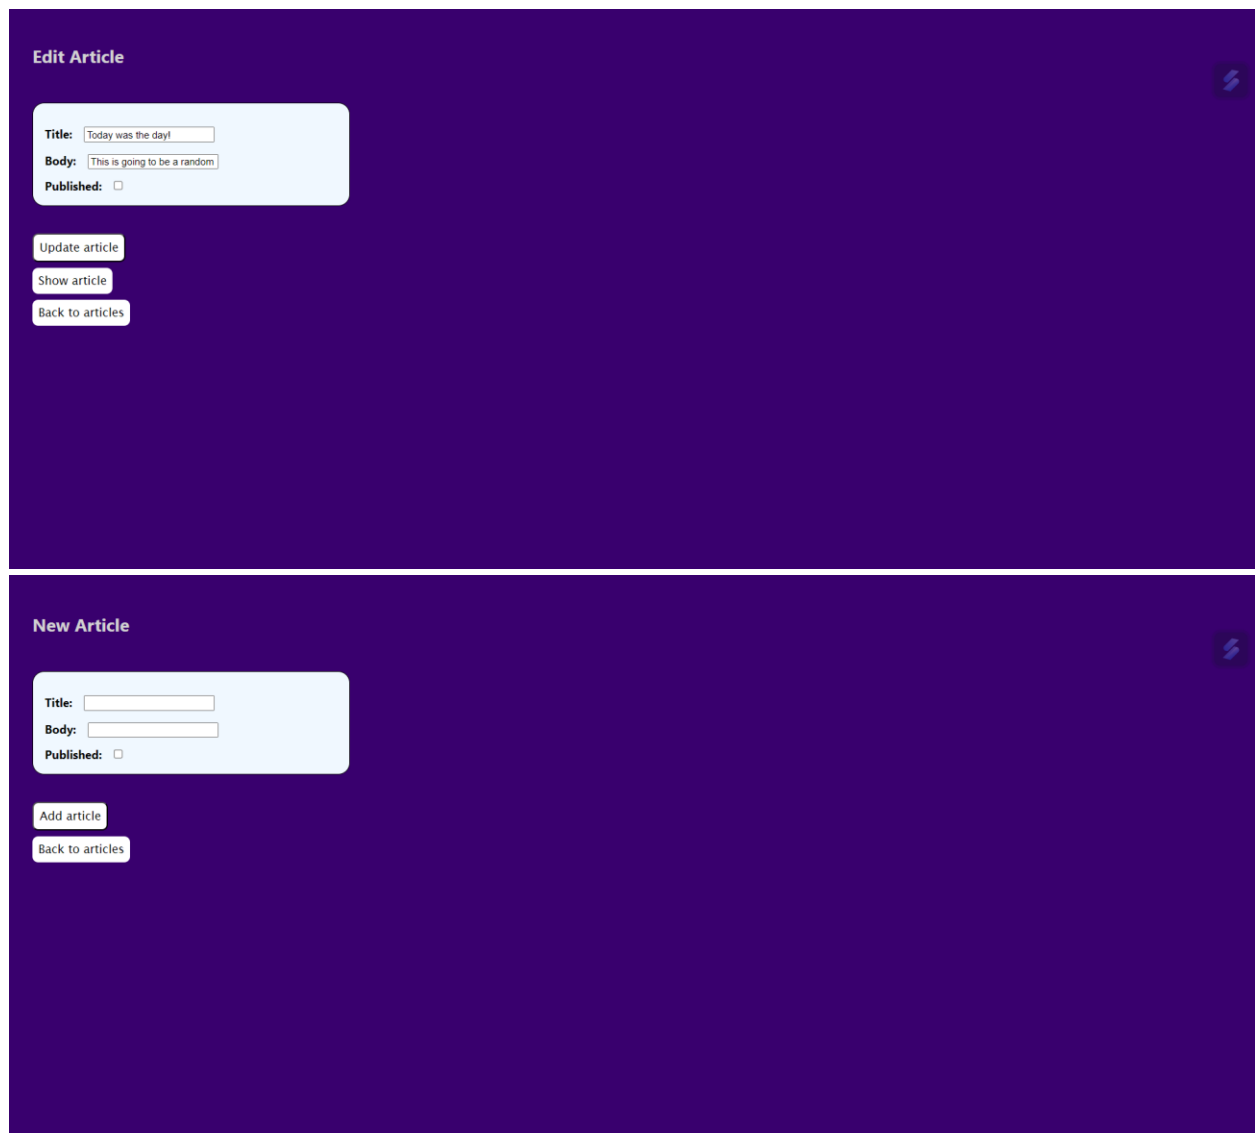 Edit Article
Title: Today was the day!
Body: This is going to be a random
Published:
Update article
Show article
Back to articles
New Article
Title:
Body:
Published:
Add article
Back to articles